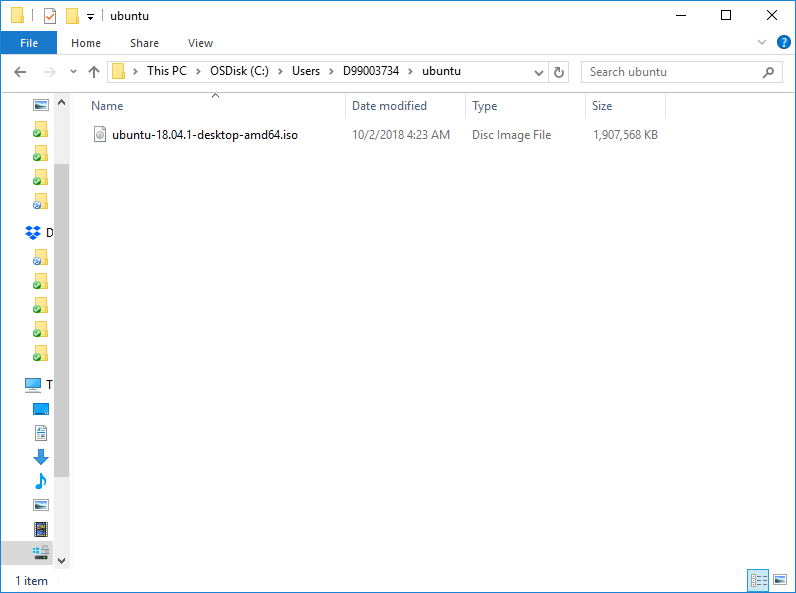 ubuntu
File Home Share View
This PC > OSDisk (C:) > Users > D99003734 > ubuntu
Search ubuntu
Name Date modified Type Size
ubuntu-18.04.1-desktop-amd64.iso 10/2/2018 4:23 AM Disc Image File 1,907,568 KB
D
T
1 item